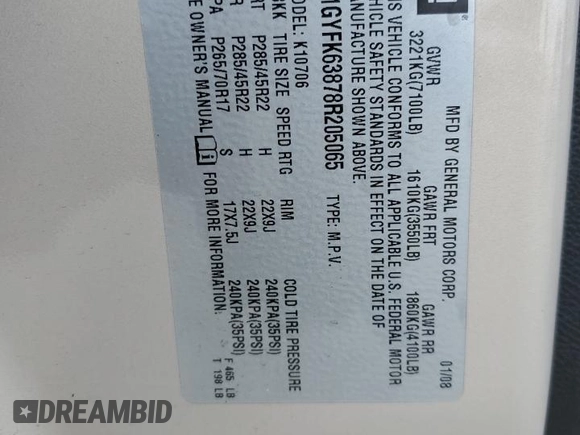 MFD BY GENERAL MOTORS CORP. 01/08
GVWR GAWR FRT GAWR RR
3221KG(7100LB) 1610KG(3550LB) 1860KG(4100LB)
IS VEHICLE CONFORMS TO ALL APPLICABLE U.S. FEDERAL MOTOR
HICLE SAFETY STANDARDS IN EFFECT ON THE DATE OF
ANUFACTURE SHOWN ABOVE.
1GYFK63878R205065 TYPE: M.P.V.
MODEL: K10706
TIRE SIZE SPEED RTG RIM COLD TIRE PRESSURE
P285/45R22 H 22X9J 240KPA(35PSI)
P285/45R22 H 22X9J 240KPA(35PSI)
PA P265/70R17 S 17X7.5J 240KPA(35PSI)
E OWNER'S MANUAL FOR MORE INFORMATION
F 465 LB
T 198 LB
DREAMBID